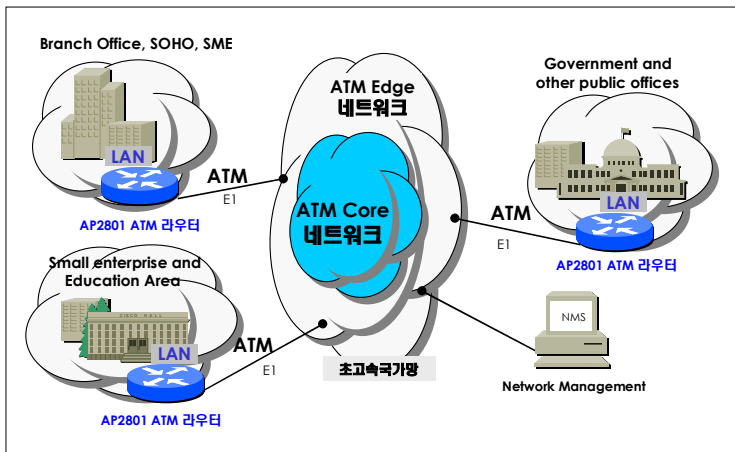 Branch Office, SOHO, SME
LAN
ATM
E1
AP2801 ATM 라우터
Small enterprise and
Education Area
CISCO HALL
LAN
ATM
E1
AP2801 ATM 라우터
ATM Edge
네트워크
ATM Core
네트워크
초고속국가망
Government and
other public offices
LAN
ATM
E1
AP2801 ATM 라우터
NMS
Network Management